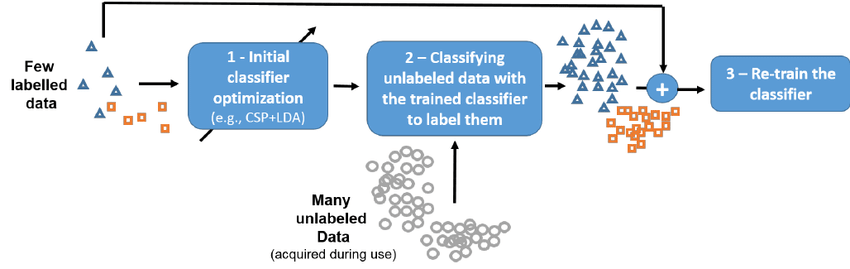 Few
labelled
data
1 - Initial
classifier
optimization
(e.g., CSP+LDA)
2 – Classifying
unlabeled data with
the trained classifier
to label them
+
3 – Re-train the
classifier
Many
unlabeled
Data
(acquired during use)